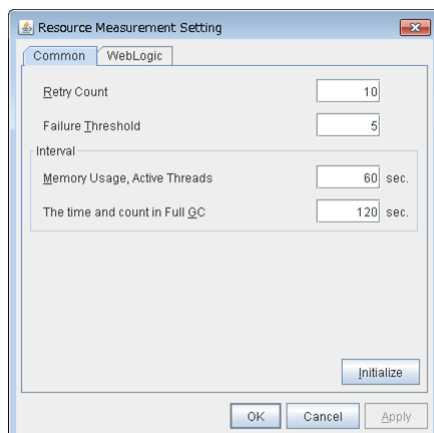 Resource Measurement Setting
Common WebLogic
Retry Count 10
Failure Threshold 5
Interval
Memory Usage, Active Threads 60 sec.
The time and count in Full GC 120 sec.
Initialize
OK Cancel Apply